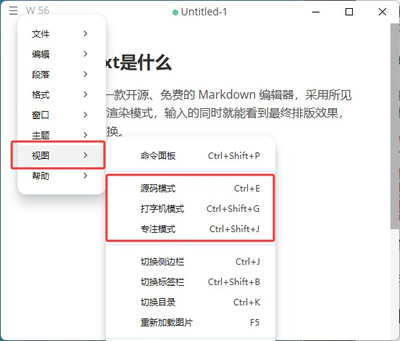 W 56
Untitled-1
文件
编辑
段落
格式
窗口
主题
视图
帮助
xt是什么
一款开源、免费的 Markdown 编辑器，采用所见
渲染模式，输入的同时就能看到最终排版效果，
换。
命令面板 Ctrl+Shift+P
源码模式 Ctrl+E
打字机模式 Ctrl+Shift+G
专注模式 Ctrl+Shift+J
切换侧边栏 Ctrl+J
切换标签栏 Ctrl+Shift+B
切换目录 Ctrl+K
重新加载图片 F5